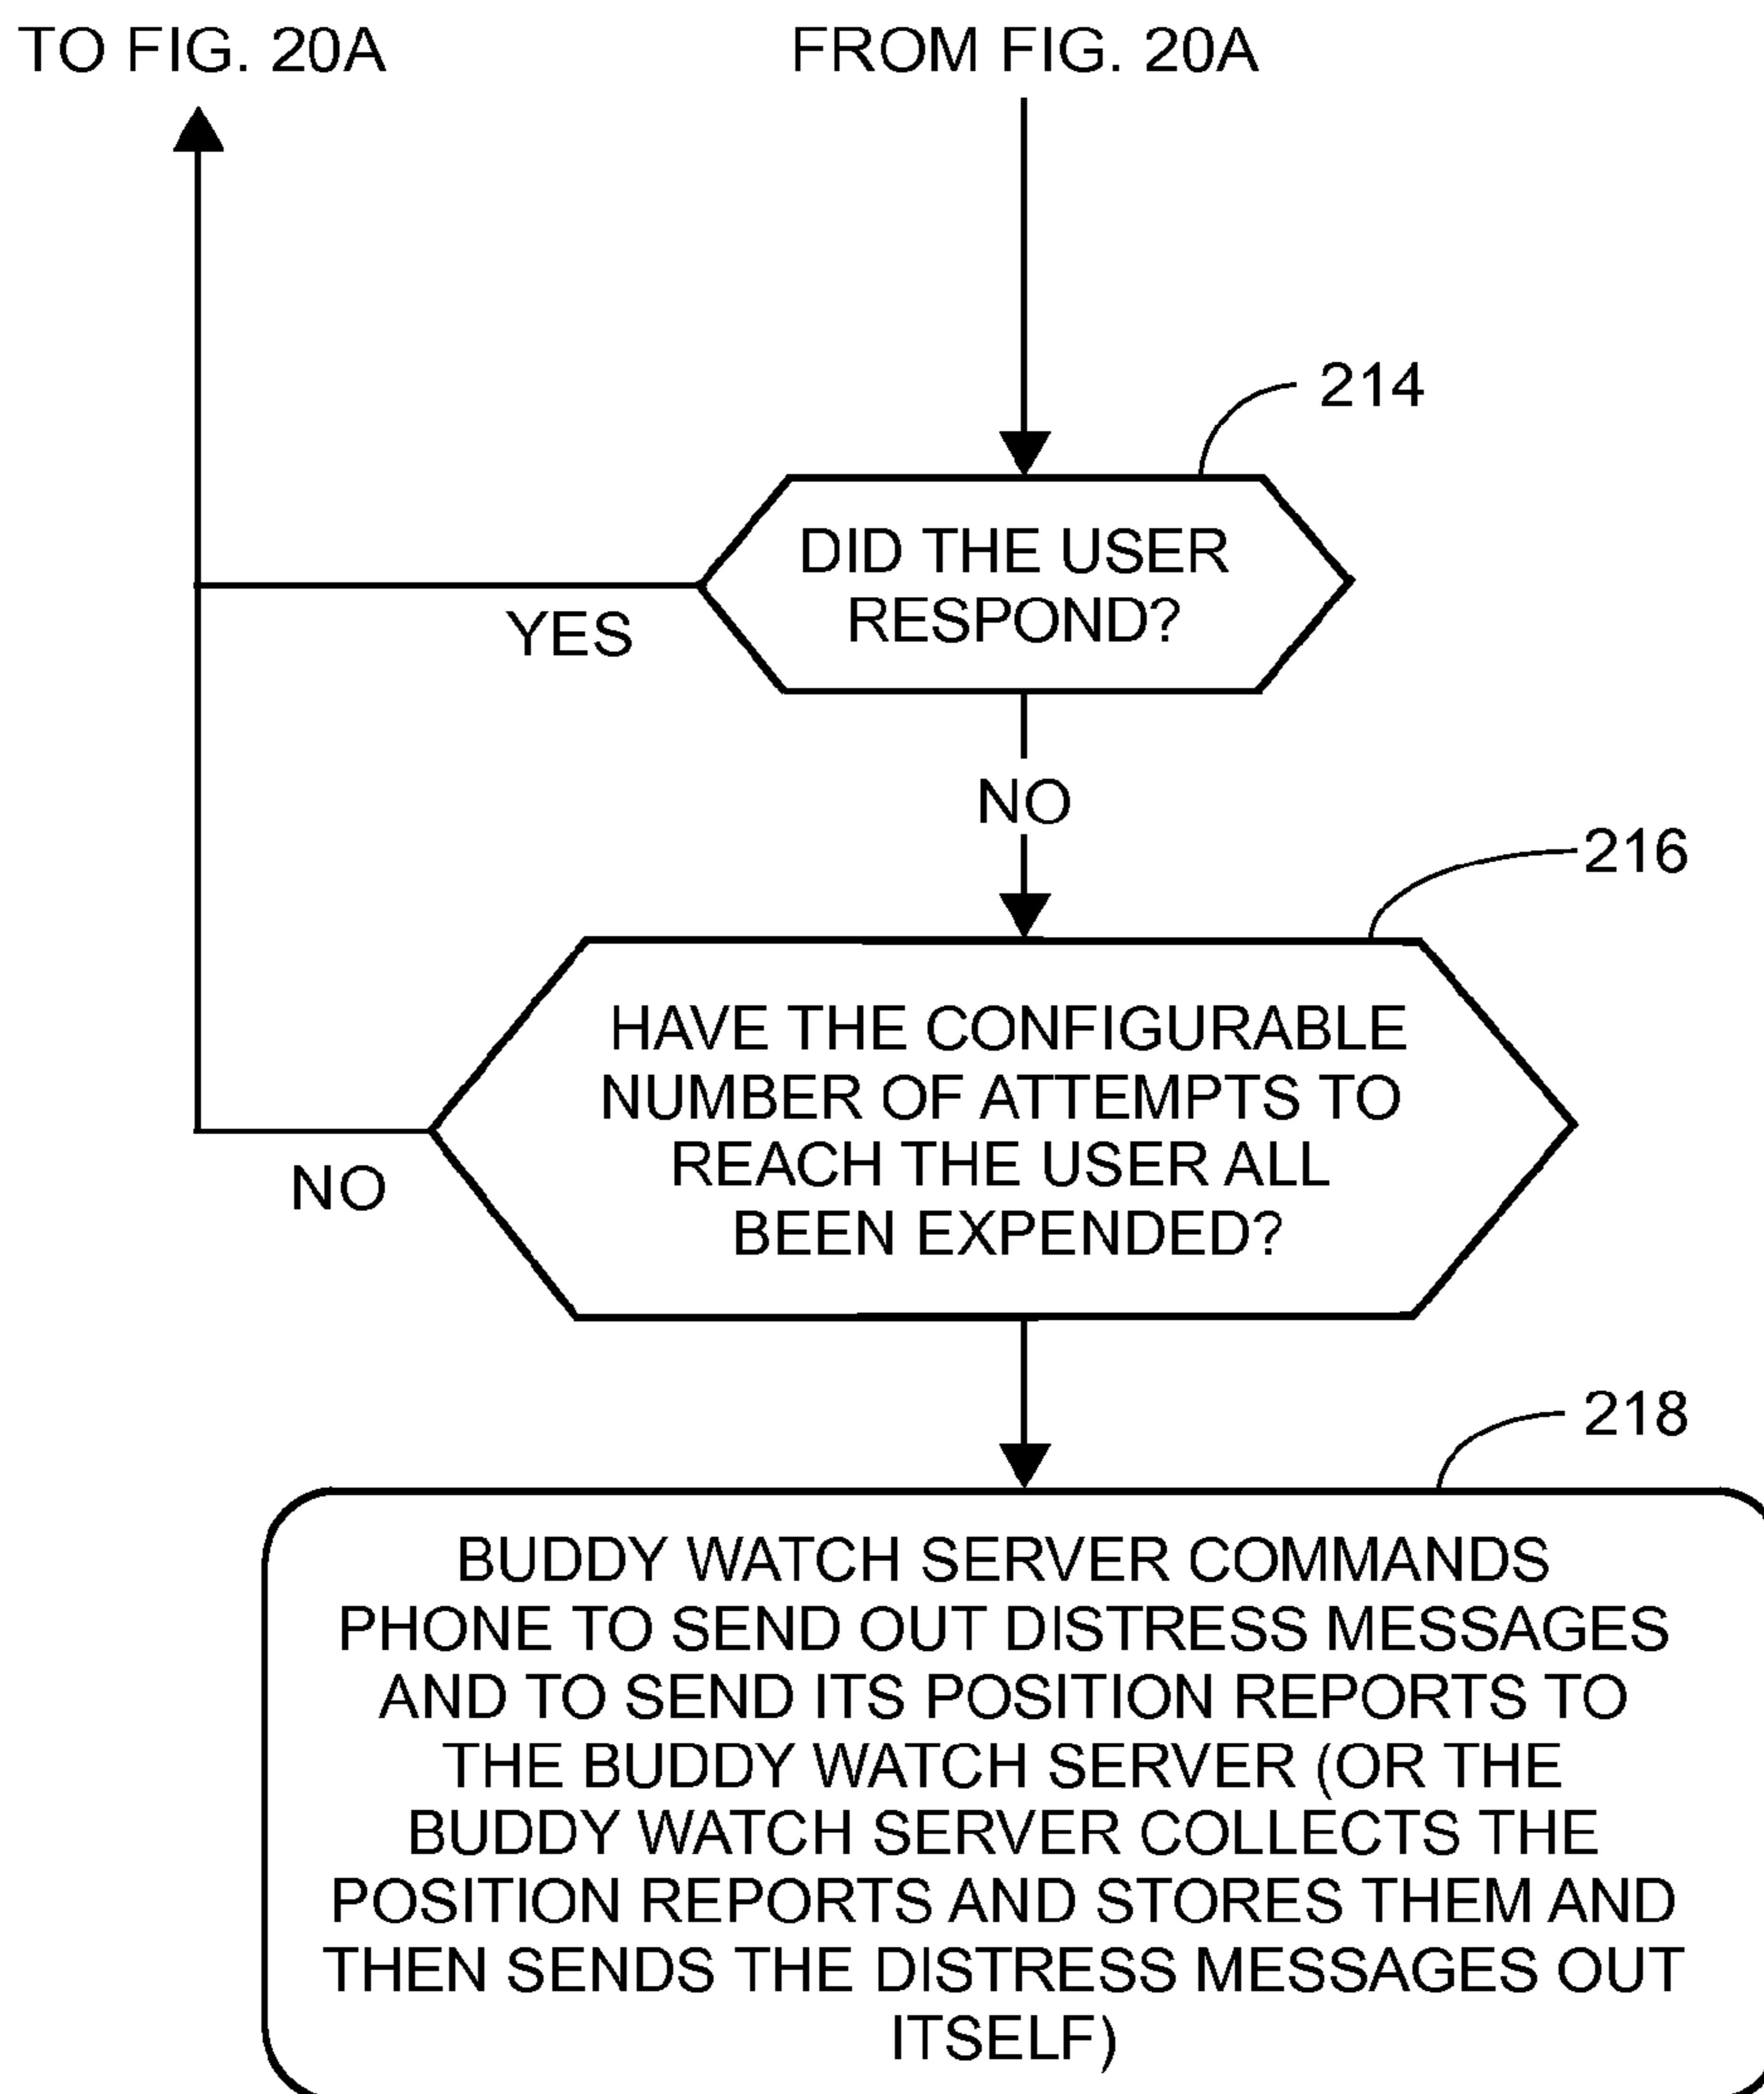 TO FIG. 20A
FROM FIG. 20A
214
DID THE USER
RESPOND?
YES
NO
216
HAVE THE CONFIGURABLE
NUMBER OF ATTEMPTS TO
REACH THE USER ALL
BEEN EXPENDED?
NO
218
BUDDY WATCH SERVER COMMANDS
PHONE TO SEND OUT DISTRESS MESSAGES
AND TO SEND ITS POSITION REPORTS TO
THE BUDDY WATCH SERVER (OR THE
BUDDY WATCH SERVER COLLECTS THE
POSITION REPORTS AND STORES THEM AND
THEN SENDS THE DISTRESS MESSAGES OUT
ITSELF)